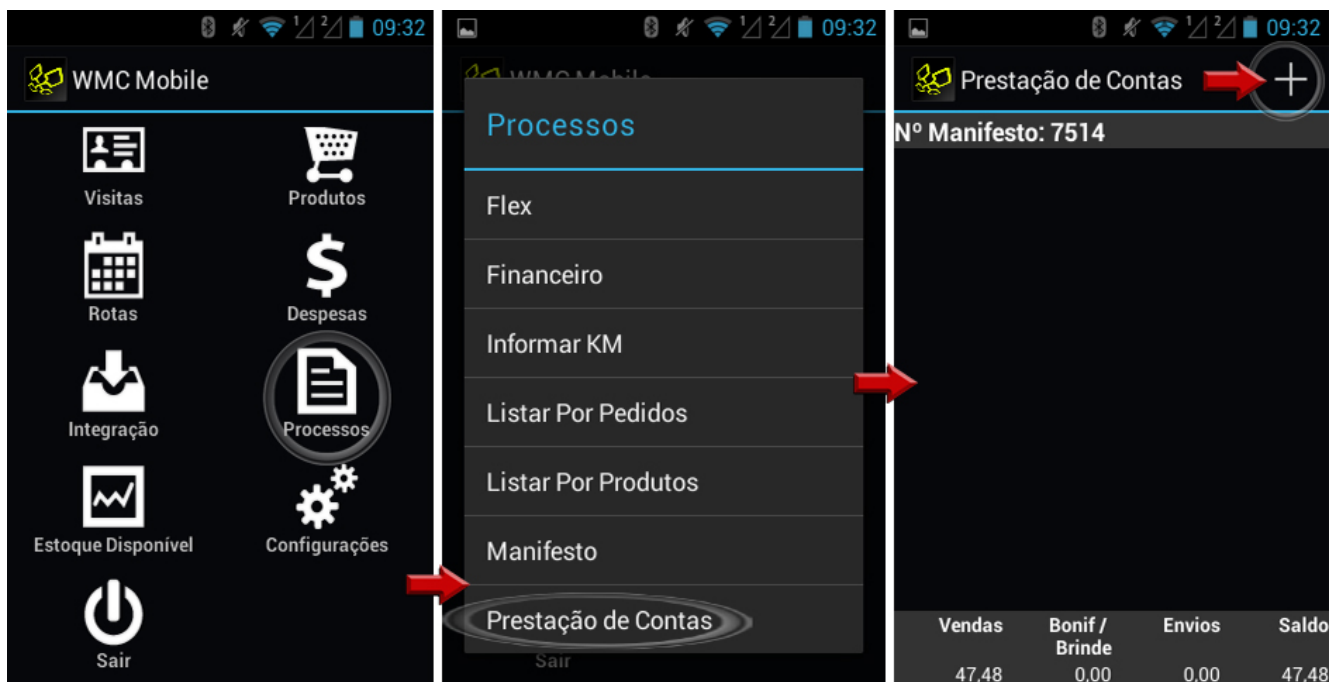 09:32
WMC Mobile
Visitas
Produtos
Rotas
Despesas
Integração
Processos
Estoque Disponível
Configurações
Sair
09:32
WMC Mobile
Processos
Flex
Financeiro
Informar KM
Listar Por Pedidos
Listar Por Produtos
Manifesto
Prestação de Contas
Sair
09:32
Prestação de Contas
Nº Manifesto: 7514
Vendas Bonif / Brinde Envios Saldo
47,48 0,00 0,00 47,48